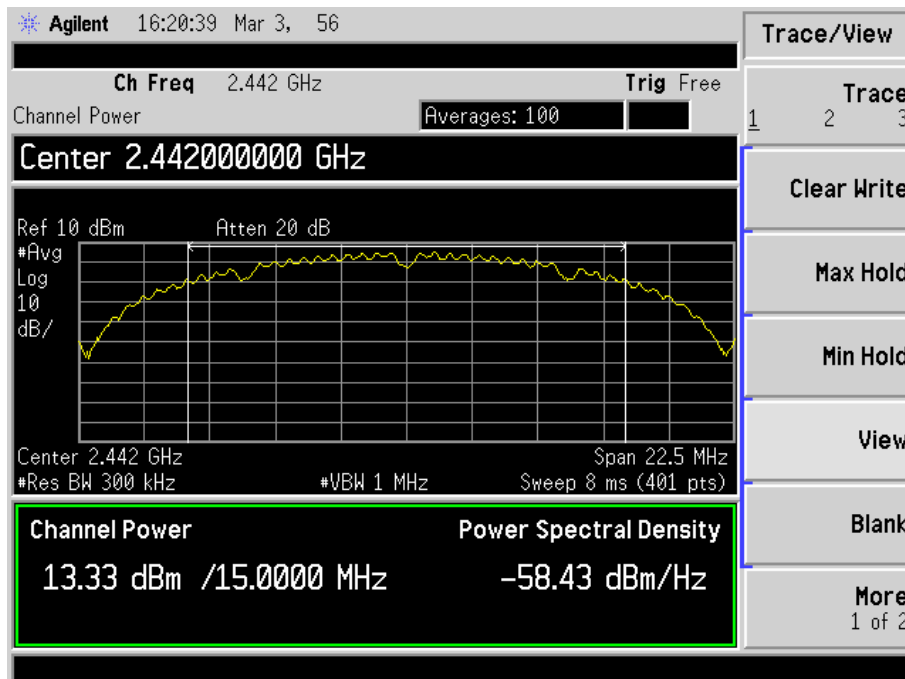 Agilent 16:20:39 Mar 3, 56
Trace/View
Ch Freq 2.442 GHz Trig Free
Channel Power Averages: 100
Trace
1 2 3
Center 2.442000000 GHz
Clear Write
Ref 10 dBm Atten 20 dB
#Avg
Log
10
dB/
Max Hold
Min Hold
View
Center 2.442 GHz Span 22.5 MHz
#Res BW 300 kHz #VBW 1 MHz Sweep 8 ms (401 pts)
Channel Power Power Spectral Density
13.33 dBm /15.0000 MHz -58.43 dBm/Hz
Blank
More
1 of 2